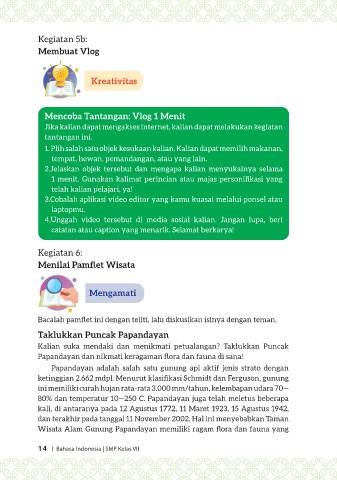 Kegiatan 5b:
Membuat Vlog
Kreativitas
Mencoba Tantangan: Vlog 1 Menit
Jika kalian dapat mengakses internet, kalian dapat melakukan kegiatan
tantangan ini.
1. Plih salah satu objek kesukaan kalian. Kalian dapat memilih makanan,
tempat, hewan, pemandangan, atau yang lain.
2.Jelaskan objek tersebut dan mengapa kalian menyukainya selama
1 menit. Gunakan kalimat perincian atau majas personifikasi yang
telah kalian pelajari, ya!
3.Cobalah aplikasi video editor yang kamu kuasai melalui ponsel atau
laptopmu.
4.Unggah video tersebut di media sosial kalian. Jangan lupa, beri
catatan atau caption yang menarik. Selamat berkarya!
Kegiatan 6:
Menilai Pamflet Wisata
Mengamati
Bacalah pamflet ini dengan teliti, lalu diskusikan isinya dengan teman.
Taklukkan Puncak Papandayan
Kalian suka mendaki dan menikmati petualangan? Taklukkan Puncak
Papandayan dan nikmati keragaman flora dan fauna di sana!
Papandayan adalah salah satu gunung api aktif jenis strato dengan
ketinggian 2.662 mdpl. Menurut klasifikasi Schmidt dan Ferguson, gunung
ini memiliki curah hujan rata-rata 3.000 mm/tahun, kelembapan udara 70—
80% dan temperatur 10—250 C. Papandayan juga telah meletus beberapa
kali, di antaranya pada 12 Agustus 1772, 11 Maret 1923, 15 Agustus 1942,
dan terakhir pada tanggal 11 November 2002. Hal ini menyebabkan Taman
Wisata Alam Gunung Papandayan memiliki ragam flora dan fauna yang
14 | Bahasa Indonesia | SMP Kelas VII